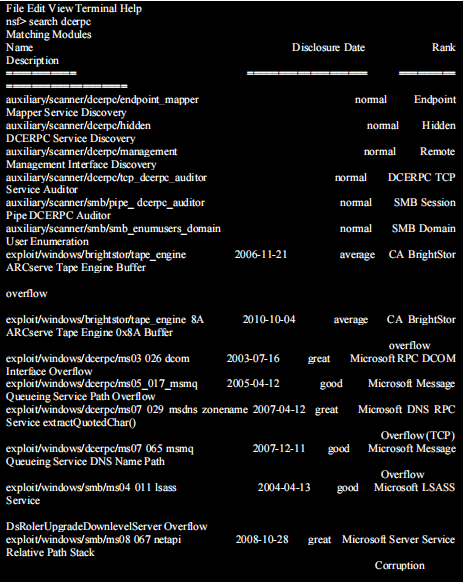 File Edit View Terminal Help
nsf> search dcerpc
Matching Modules
Name Disclosure Date Rank
Description
=========== =================== =========
===================
auxiliary/scanner/dcerpc/endpoint_mapper normal Endpoint
Mapper Service Discovery
auxiliary/scanner/dcerpc/hidden normal Hidden
DCERPC Service Discovery
auxiliary/scanner/dcerpc/management normal Remote
Management Interface Discovery
auxiliary/scanner/dcerpc/tcp_dcerpc_auditor normal DCERPC TCP
Service Auditor
auxiliary/scanner/smb/pipe_ dcerpc_auditor normal SMB Session
Pipe DCERPC Auditor
auxiliary/scanner/smb/smb_enumusers_domain normal SMB Domain
User Enumeration
exploit/windows/brightstor/tape_engine 2006-11-21 average CA BrightStor
ARCserve Tape Engine Buffer
overflow
exploit/windows/brightstor/tape_engine 8A 2010-10-04 average CA BrightStor
ARCserve Tape Engine 0x8A Buffer
overflow
exploit/windows/dcerpc/ms03 026 dcom 2003-07-16 great Microsoft RPC DCOM
Interface Overflow
exploit/windows/dcerpc/ms05_017_msmq 2005-04-12 good Microsoft Message
Queueing Service Path Overflow
exploit/windows/dcerpc/ms07 029 msdns zonename 2007-04-12 great Microsoft DNS RPC
Service extractQuotedChar()
Overflow (TCP)
exploit/windows/dcerpc/ms07 065 msmq 2007-12-11 good Microsoft Message
Queueing Service DNS Name Path
Overflow
exploit/windows/smb/ms04 011 lsass 2004-04-13 good Microsoft LSASS
Service
DsRolerUpgradeDownlevelServer Overflow
exploit/windows/smb/ms08 067 netapi 2008-10-28 great Microsoft Server Service
Relative Path Stack
Corruption